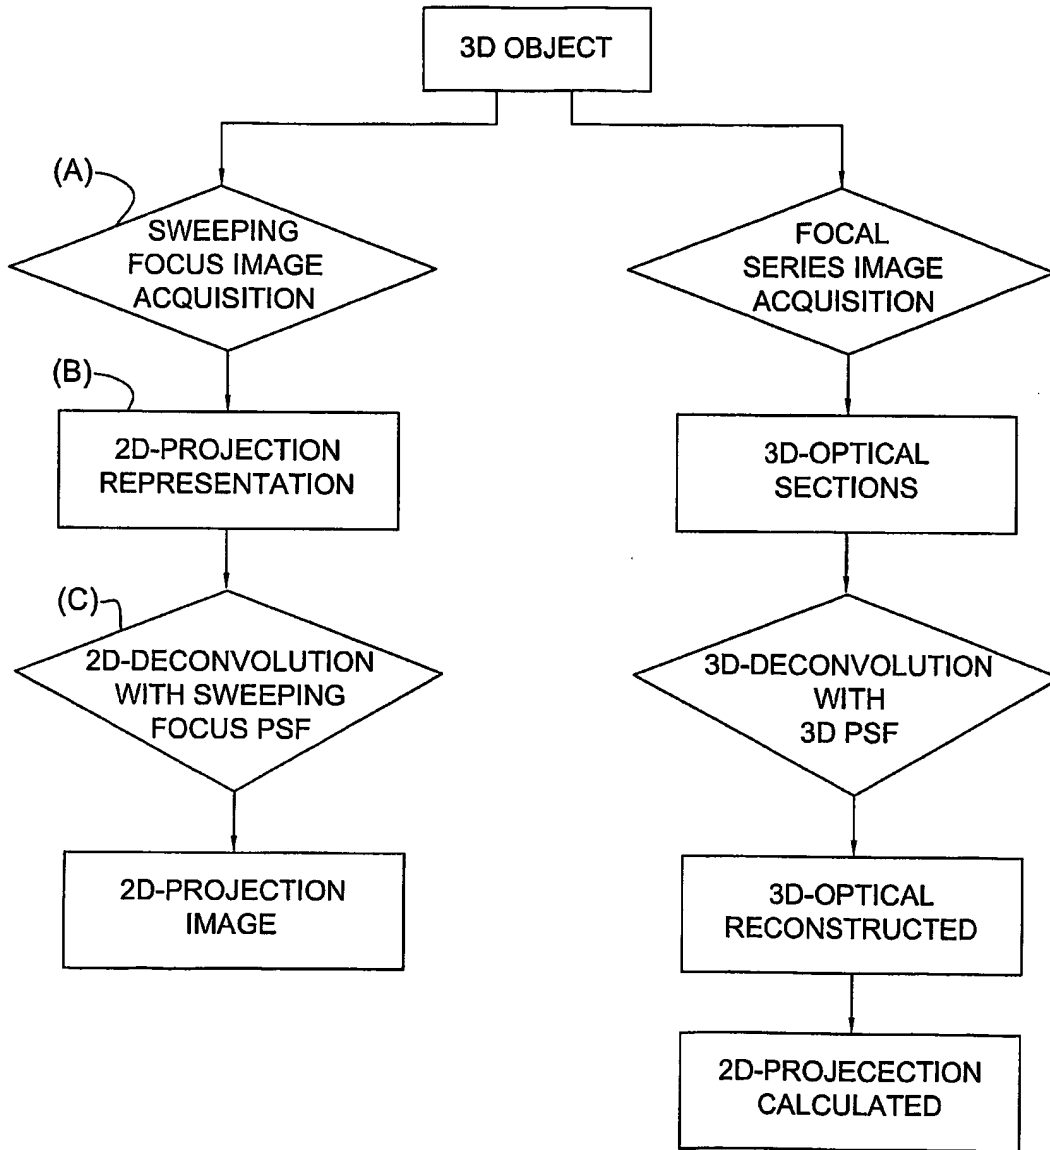 3D OBJECT
(A)
SWEEPING
FOCUS IMAGE
ACQUISITION
(B)
2D-PROJECTION
REPRESENTATION
(C)
2D-DECONVOLUTION
WITH SWEEPING
FOCUS PSF
2D-PROJECTION
IMAGE
FOCAL
SERIES IMAGE
ACQUISITION
3D-OPTICAL
SECTIONS
3D-DECONVOLUTION
WITH
3D PSF
3D-OPTICAL
RECONSTRUCTED
2D-PROJECECTION
CALCULATED